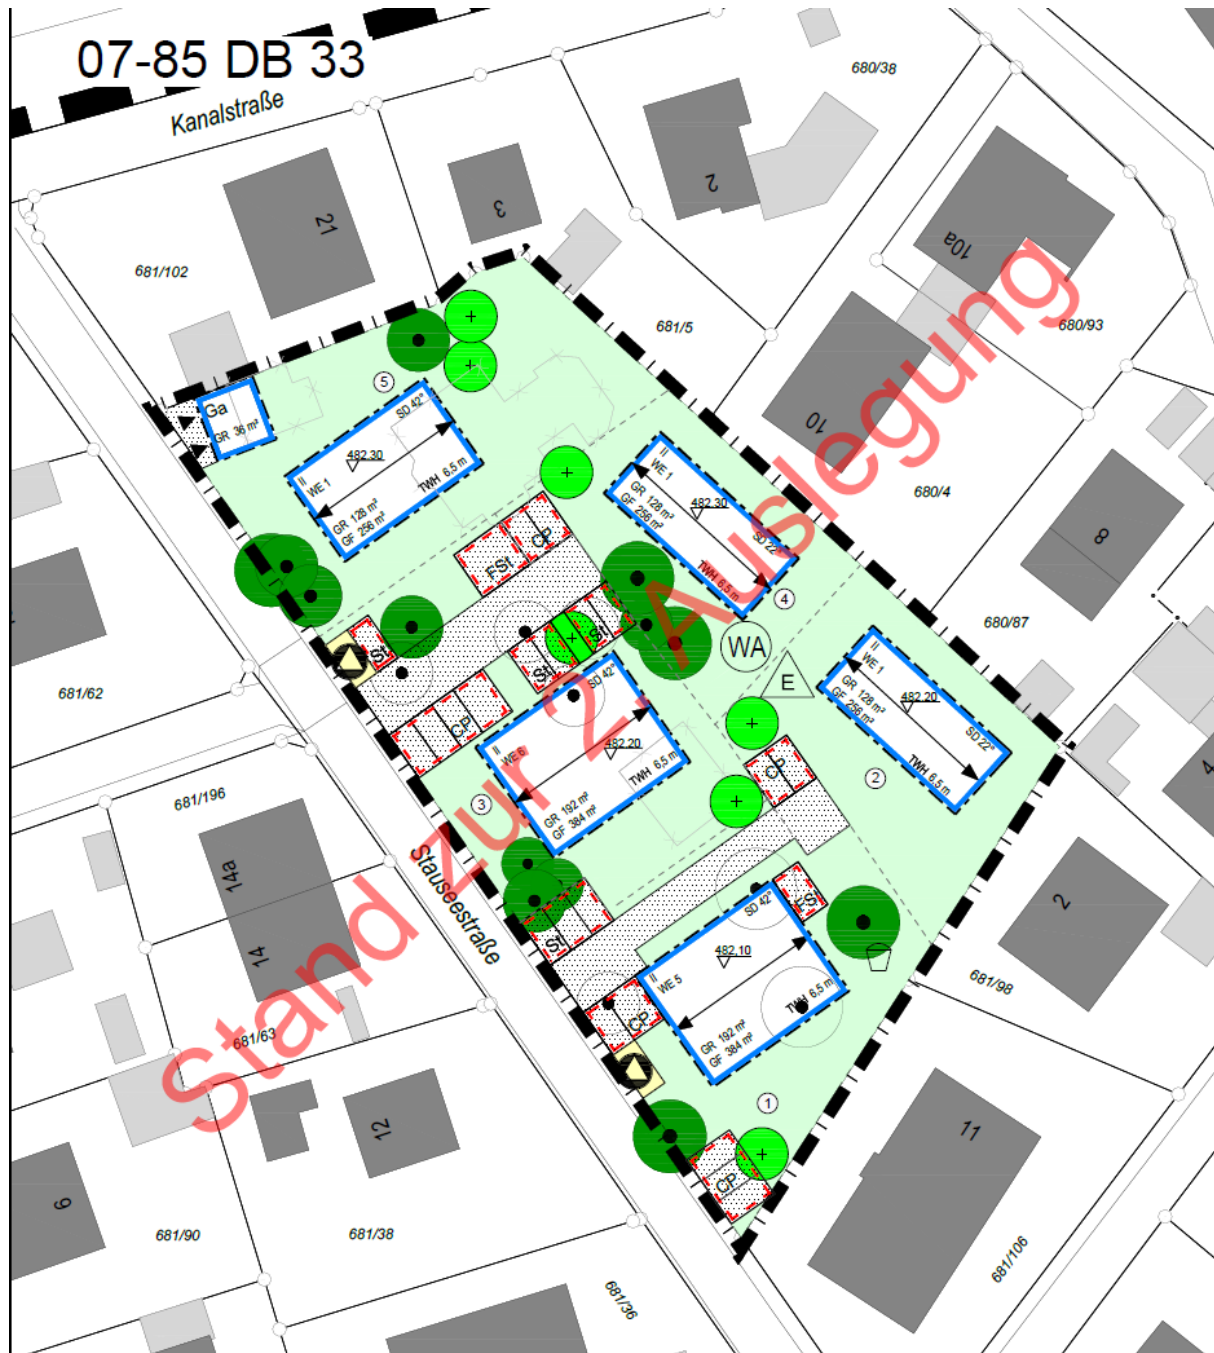 07-85 DB 33
Kanalstraße
680/38
21
3
2
10a
681/102
681/5
680/93
Ga
GR 36 m²
5
II
WE 1
482,30
SD 42°
TWH 6,5 m
GR 128 m²
GF 256 m²
10
680/4
8
II
WE 1
482,30
SD 22°
TWH 6,5 m
GR 128 m²
GF 256 m²
4
CP
FSt
St
St
St
WA
E
680/87
681/62
II
WE 1
482,20
SD 22°
TWH 6,5 m
GR 128 m²
GF 256 m²
2
CP
CP
II
WE 6
482,20
SD 42°
TWH 6,5 m
GR 192 m²
GF 384 m²
3
4
681/196
14a
14
Stauseestraße
St
FSt
II
WE 5
482,10
SD 42°
TWH 6,5 m
GR 192 m²
GF 384 m²
CP
1
2
681/98
681/63
12
11
CP
681/90
681/38
681/36
681/106
Stand zur 2. Auslegung